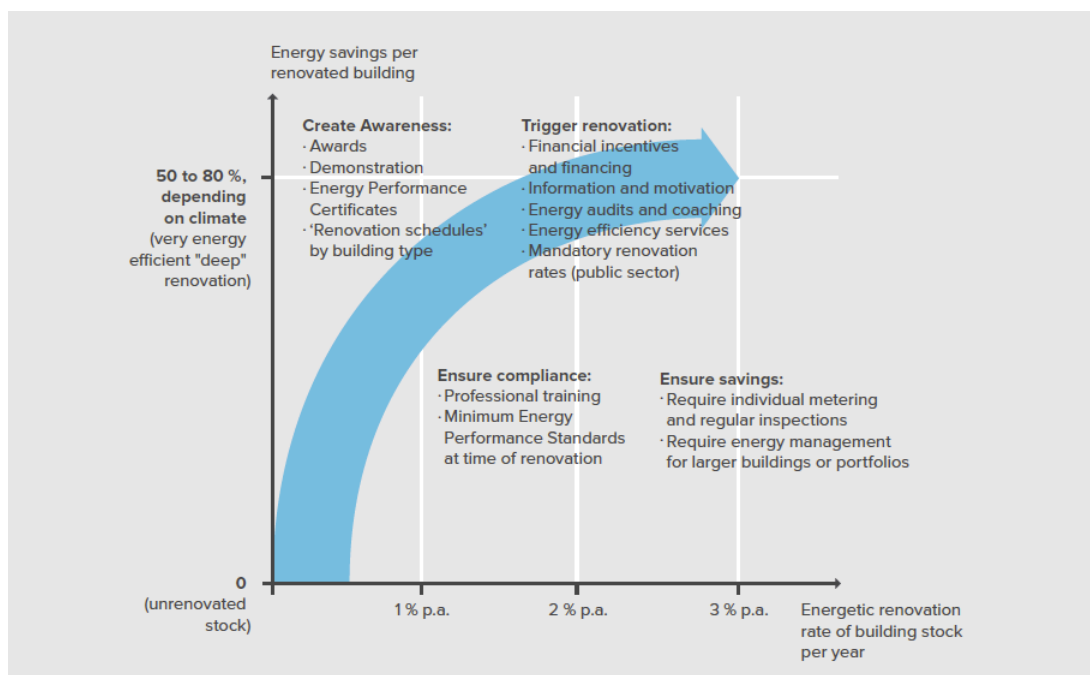 Energy savings per
renovated building
Create Awareness:
· Awards
· Demonstration
· Energy Performance
Certificates
· ‘Renovation schedules’
by building type
Trigger renovation:
· Financial incentives
and financing
· Information and motivation
· Energy audits and coaching
· Energy efficiency services
· Mandatory renovation
rates (public sector)
50 to 80 %,
depending
on climate
(very energy
efficient "deep"
renovation)
Ensure compliance:
· Professional training
· Minimum Energy
Performance Standards
at time of renovation
Ensure savings:
· Require individual metering
and regular inspections
· Require energy management
for larger buildings or portfolios
0
(unrenovated
stock)
1 % p.a.
2 % p.a.
3 % p.a.
Energetic renovation
rate of building stock
per year